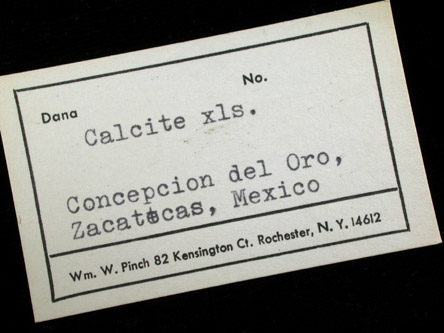 Dana No.
Calcite xls.
Concepcion del Oro,
Zacatecas, Mexico
Wm. W. Pinch 82 Kensington Ct. Rochester, N. Y. 14612